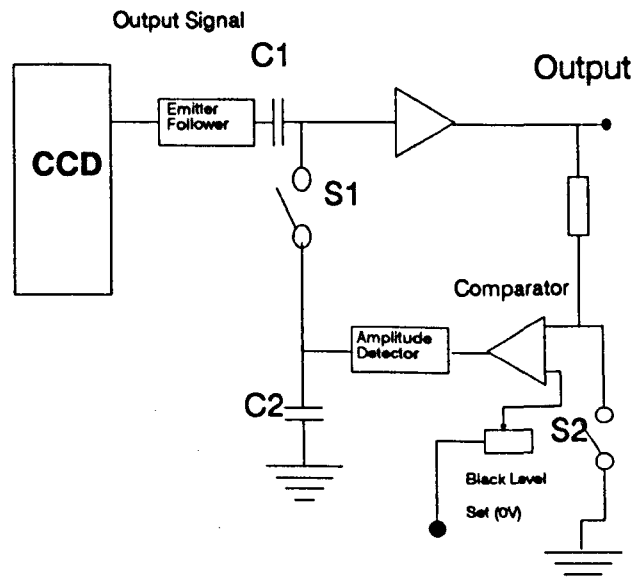 Output Signal
C1
Output
Emitter
Follower
CCD
S1
Comparator
Amplitude
Detector
C2
S2
Black Level
Set (0V)